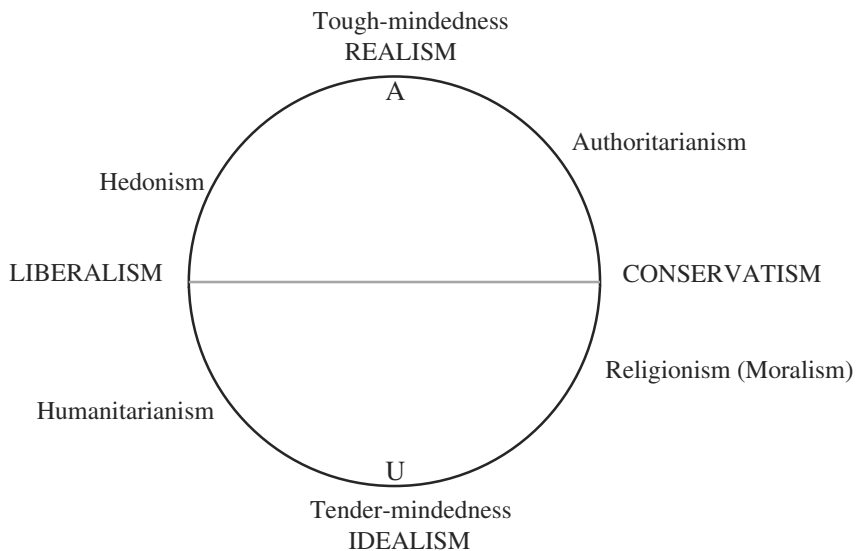 Tough-mindedness
REALISM
A
Authoritarianism
Hedonism
LIBERALISM
CONSERVATISM
Religionism (Moralism)
Humanitarianism
U
Tender-mindedness
IDEALISM